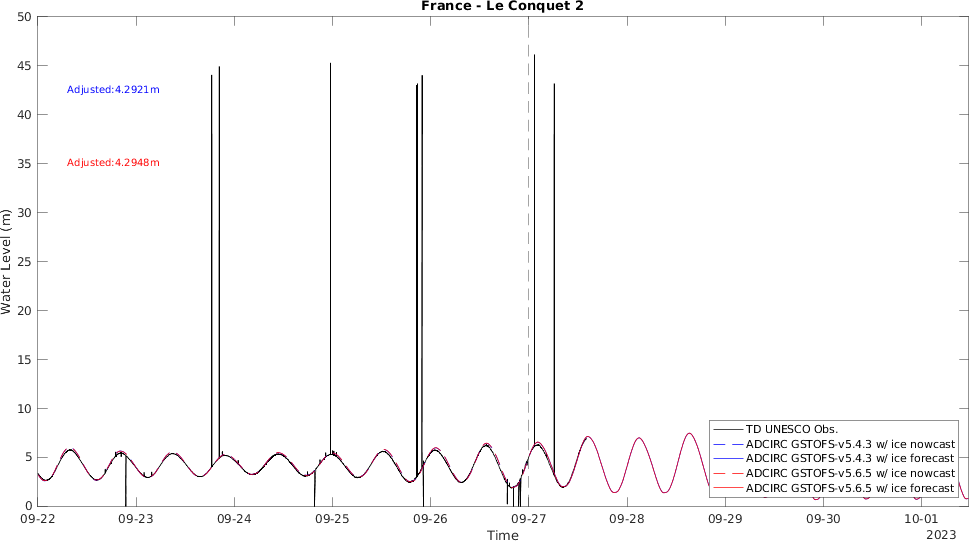 France - Le Conquet 2
Water Level (m)
50
45
40
35
30
25
20
15
10
5
0
Adjusted:4.2921m
Adjusted:4.2948m
TD UNESCO Obs.
ADCIRC GSTOFS-v5.4.3 w/ ice nowcast
ADCIRC GSTOFS-v5.4.3 w/ ice forecast
ADCIRC GSTOFS-v5.6.5 w/ ice nowcast
ADCIRC GSTOFS-v5.6.5 w/ ice forecast
09-22 09-23 09-24 09-25 09-26 09-27 09-28 09-29 09-30 10-01
Time
2023